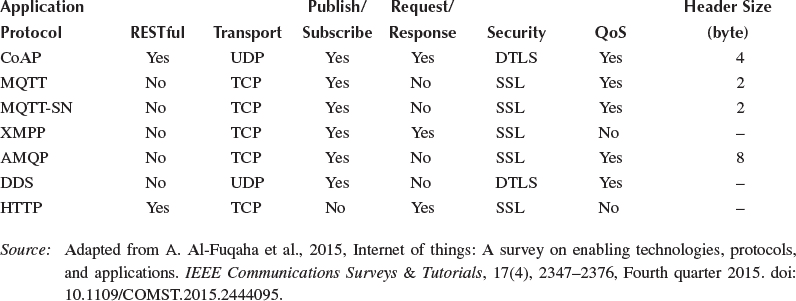 Application Publish/ Request/ Header Size
Protocol RESTful Transport Subscribe Response Security QoS (byte)
CoAP Yes UDP Yes Yes DTLS Yes 4
MQTT No TCP Yes No SSL Yes 2
MQTT-SN No TCP Yes No SSL Yes 2
XMPP No TCP Yes Yes SSL No –
AMQP No TCP Yes No SSL Yes 8
DDS No UDP Yes No DTLS Yes –
HTTP Yes TCP No Yes SSL No –
Source: Adapted from A. Al-Fuqaha et al., 2015, Internet of things: A survey on enabling technologies, protocols,
and applications. IEEE Communications Surveys & Tutorials, 17(4), 2347–2376, Fourth quarter 2015. doi:
10.1109/COMST.2015.2444095.